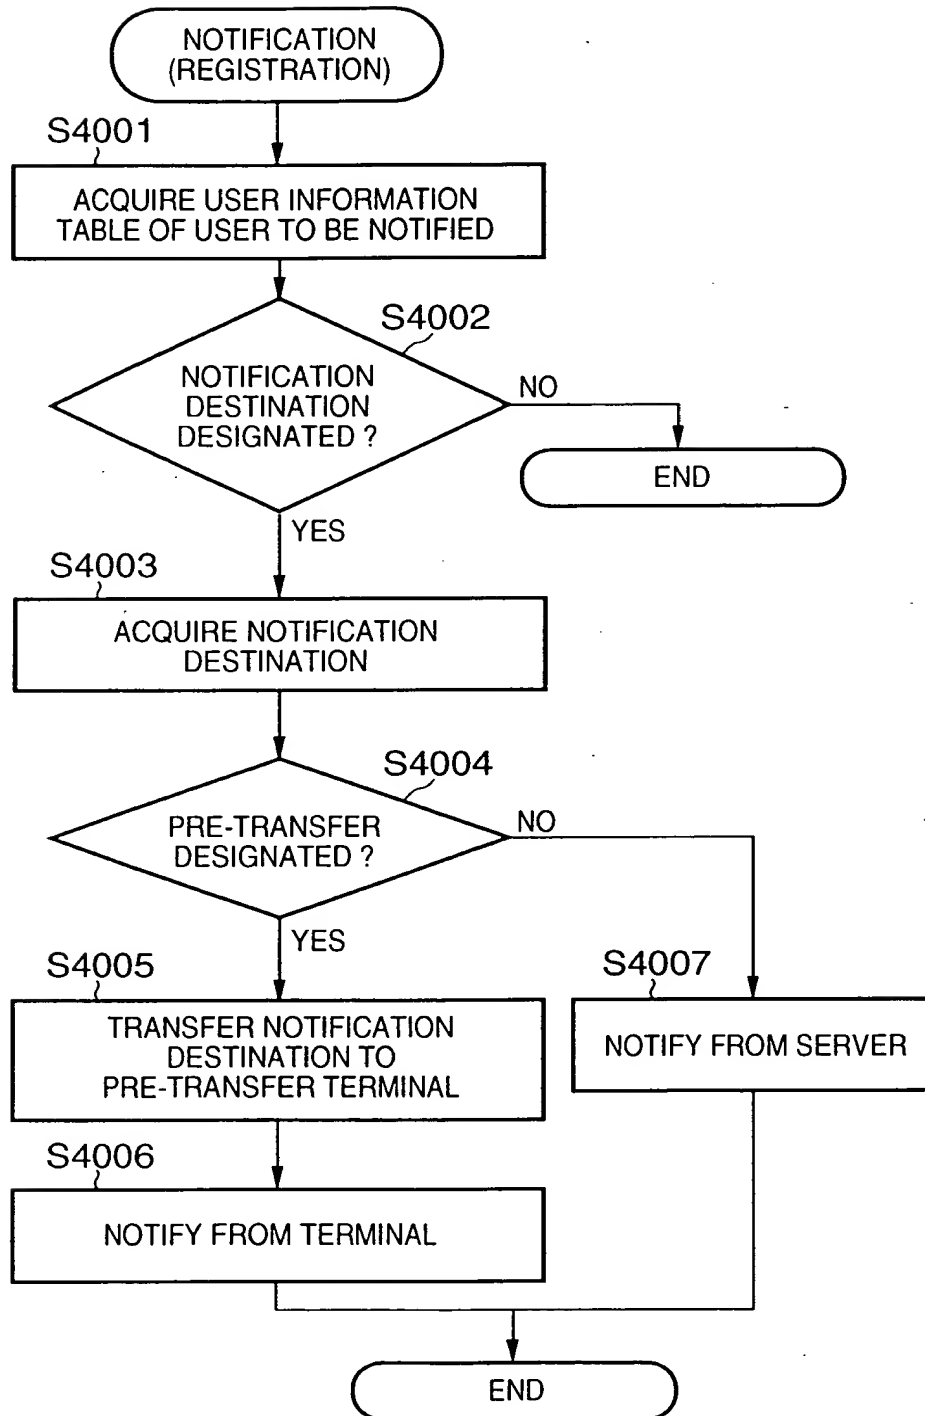 NOTIFICATION
(REGISTRATION)
S4001
ACQUIRE USER INFORMATION
TABLE OF USER TO BE NOTIFIED
S4002
NOTIFICATION
DESTINATION
DESIGNATED ?
NO
END
YES
S4003
ACQUIRE NOTIFICATION
DESTINATION
S4004
PRE-TRANSFER
DESIGNATED ?
NO
YES
S4005
TRANSFER NOTIFICATION
DESTINATION TO
PRE-TRANSFER TERMINAL
S4007
NOTIFY FROM SERVER
S4006
NOTIFY FROM TERMINAL
END